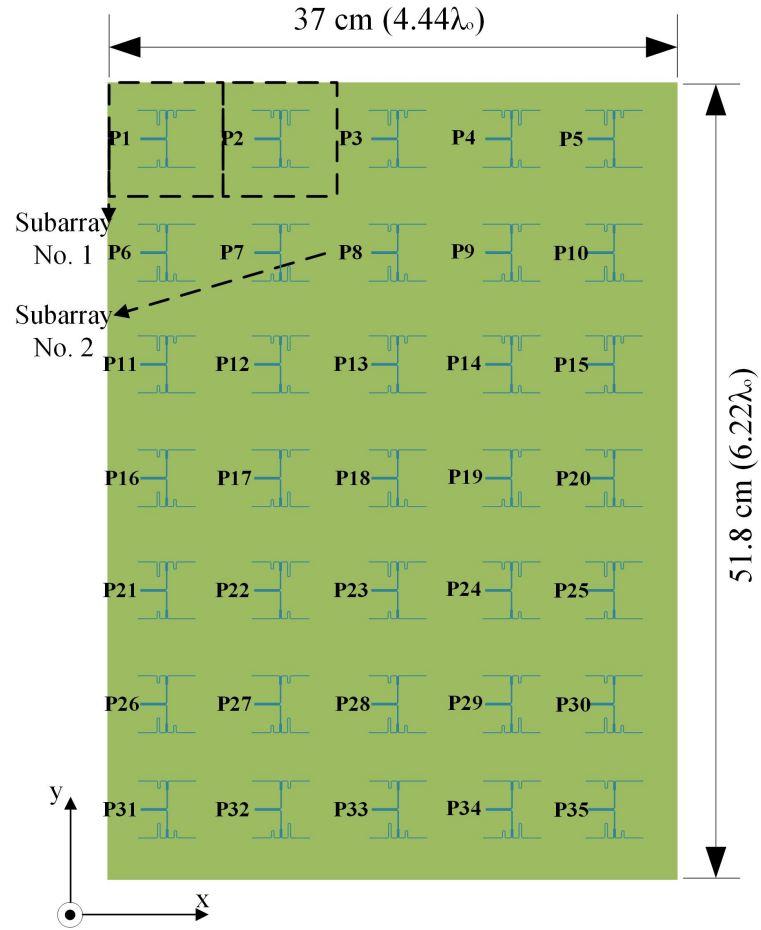 37 cm (4.44λₒ)
P1 P2 P3 P4 P5
Subarray
No. 1
P6 P7 P8 P9 P10
Subarray
No. 2
P11 P12 P13 P14 P15
51.8 cm (6.22λₒ)
P16 P17 P18 P19 P20
P21 P22 P23 P24 P25
P26 P27 P28 P29 P30
y
P31 P32 P33 P34 P35
x